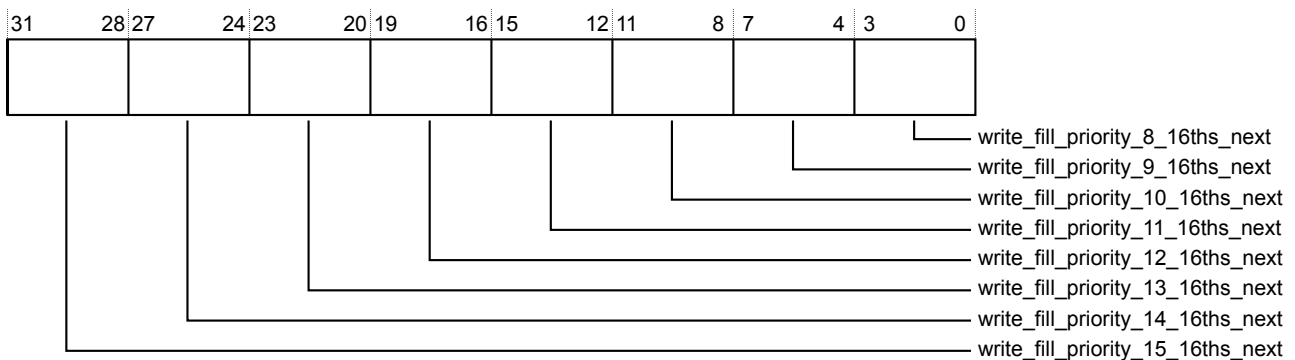 31 28 27 24 23 20 19 16 15 12 11 8 7 4 3 0
write_fill_priority_8_16ths_next
write_fill_priority_9_16ths_next
write_fill_priority_10_16ths_next
write_fill_priority_11_16ths_next
write_fill_priority_12_16ths_next
write_fill_priority_13_16ths_next
write_fill_priority_14_16ths_next
write_fill_priority_15_16ths_next